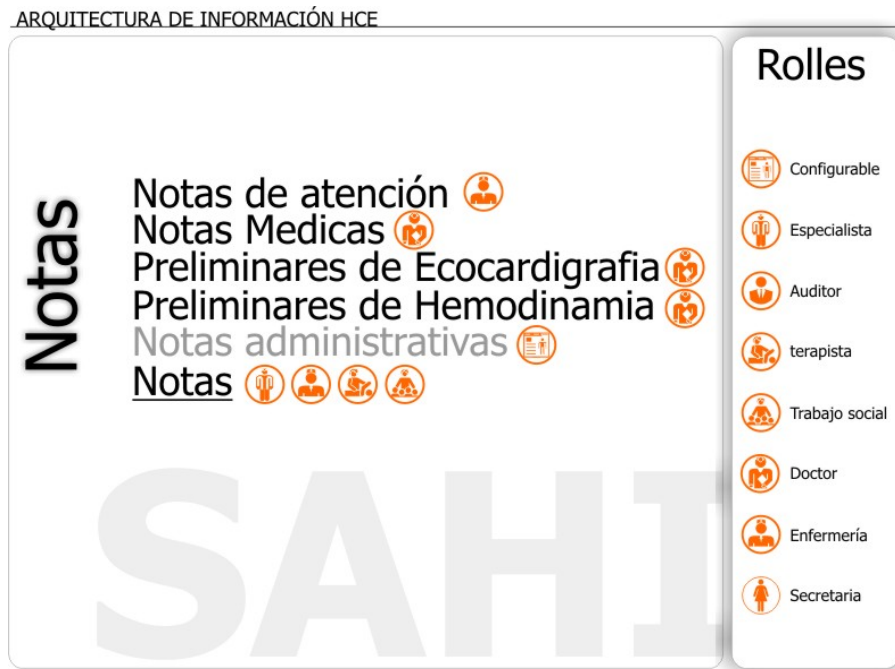 ARQUITECTURA DE INFORMACIÓN HCE
Notas
Notas de atención
Notas Medicas
Preliminares de Ecocardigrafia
Preliminares de Hemodinamia
Notas administrativas
Notas
SAHI
Rolles
Configurable
Especialista
Auditor
terapista
Trabajo social
Doctor
Enfermería
Secretaria